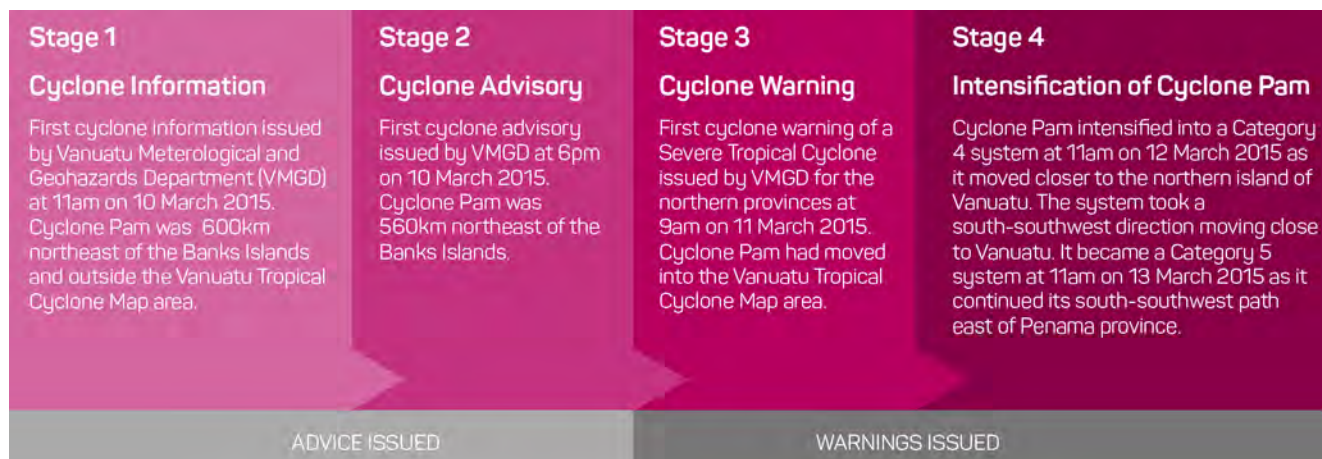 Stage 1
Cyclone Information
First cyclone information issued
by Vanuatu Meterological and
Geohazards Department (VMGD)
at 11am on 10 March 2015.
Cyclone Pam was 600km
northeast of the Banks Islands
and outside the Vanuatu Tropical
Cyclone Map area.
Stage 2
Cyclone Advisory
First cyclone advisory
issued by VMGD at 6pm
on 10 March 2015.
Cyclone Pam was
560km northeast of the
Banks Islands.
Stage 3
Cyclone Warning
First cyclone warning of a
Severe Tropical Cyclone
issued by VMGD for the
northern provinces at
9am on 11 March 2015.
Cyclone Pam had moved
into the Vanuatu Tropical
Cyclone Map area.
Stage 4
Intensification of Cyclone Pam
Cyclone Pam intensified into a Category
4 system at 11am on 12 March 2015 as
it moved closer to the northern island of
Vanuatu. The system took a
south-southwest direction moving close
to Vanuatu. It became a Category 5
system at 11am on 13 March 2015 as it
continued its south-southwest path
east of Penama province.
ADVICE ISSUED
WARNINGS ISSUED